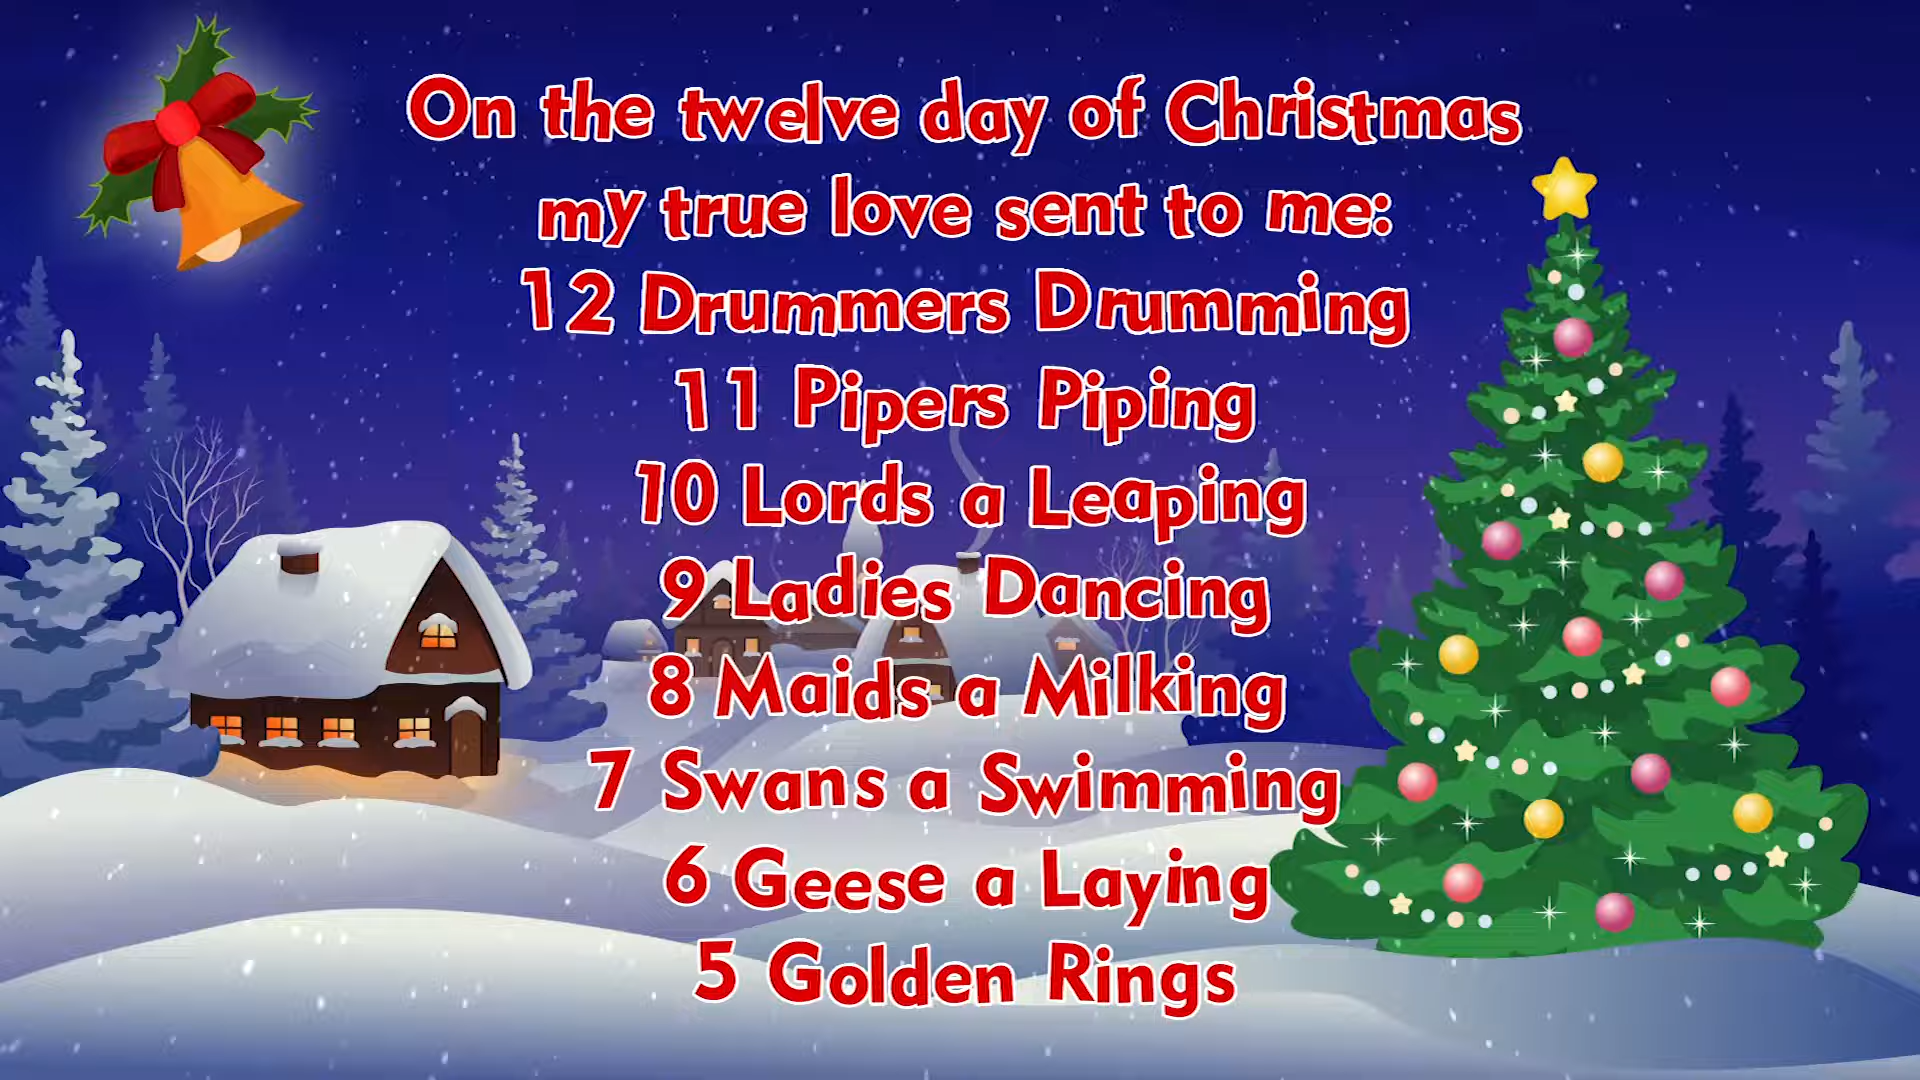 On the twelve day of Christmas
my true love sent to me:
12 Drummers Drumming
11 Pipers Piping
10 Lords a Leaping
9 Ladies Dancing
8 Maids a Milking
7 Swans a Swimming
6 Geese a Laying
5 Golden Rings